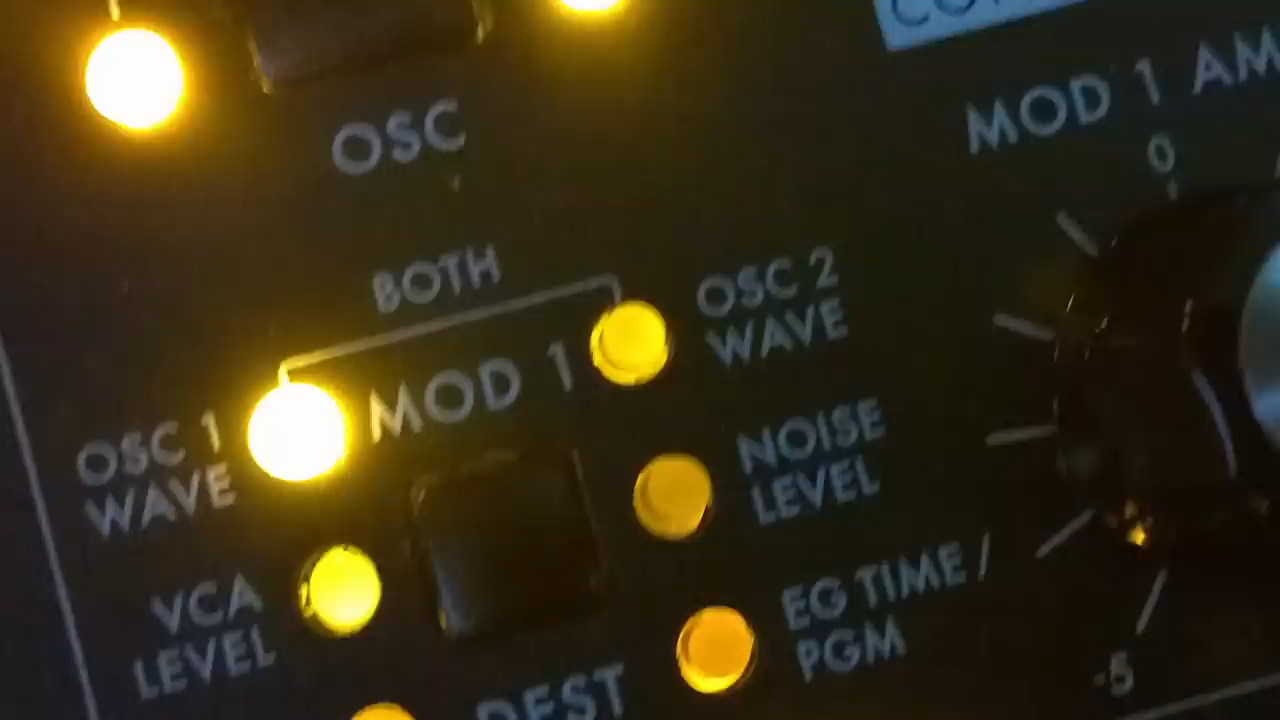 OSC
MOD 1 AM
0
BOTH
OSC 2
WAVE
MOD 1
OSC 1
WAVE
NOISE
LEVEL
VCA
LEVEL
EG TIME /
PGM
DEST
-5